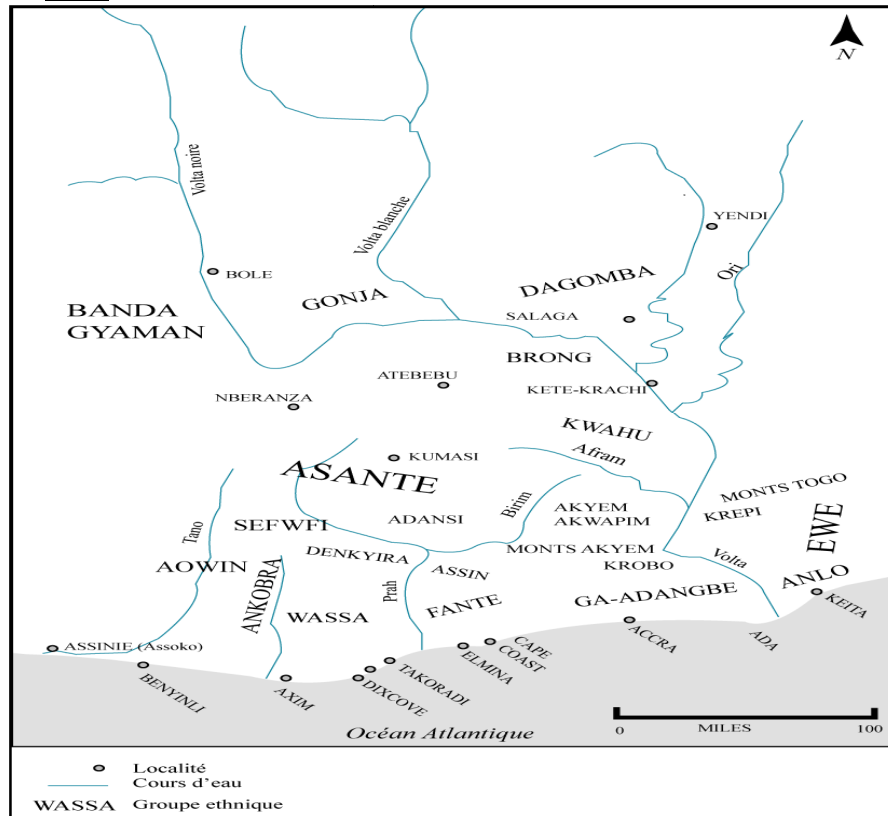 N
Volta noire
Volta blanche
YENDI
Ori
BOLE
DAGOMBA
GONJA
BANDA
GYAMAN
SALAGA
BRONG
ATEBEBU
KETE-KRACHI
NBERANZA
KWAHU
Afram
KUMASI
ASANTE
MONTS TOGO
KREPI
EWE
Birim
AKYEM
AKWAPIM
ADANSI
SEFWFI
Tano
DENKYIRA
MONTS AKYEM
KROBO
Volta
AOWIN
ASSIN
ANLO
KEITA
ANKOBRA
Prah
WASSA
FANTE
GA-ADANGBE
ASSINIE (Assoko)
BENYINLI
AXIM
DIXCOVE
TAKORADI
ELMINA
CAPE
COAST
ACCRA
ADA
0
MILES
100
Océan Atlantique
Localité
Cours d'eau
WASSA Groupe ethnique